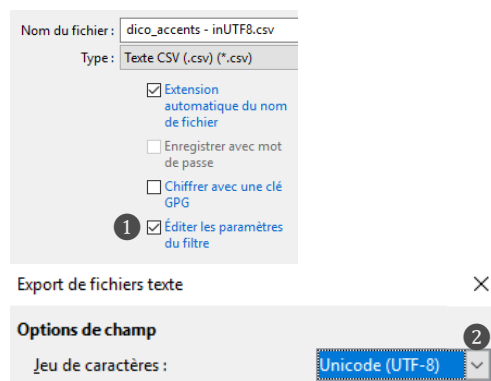 Nom du fichier : dico_accents - inUTF8.csv
Type : Texte CSV (.csv) (*.csv)
Extension
automatique du nom
de fichier
Enregistrer avec mot
de passe
Chiffrer avec une clé
GPG
1 Éditer les paramètres
du filtre
Export de fichiers texte
Options de champ
2
Jeu de caractères : Unicode (UTF-8)